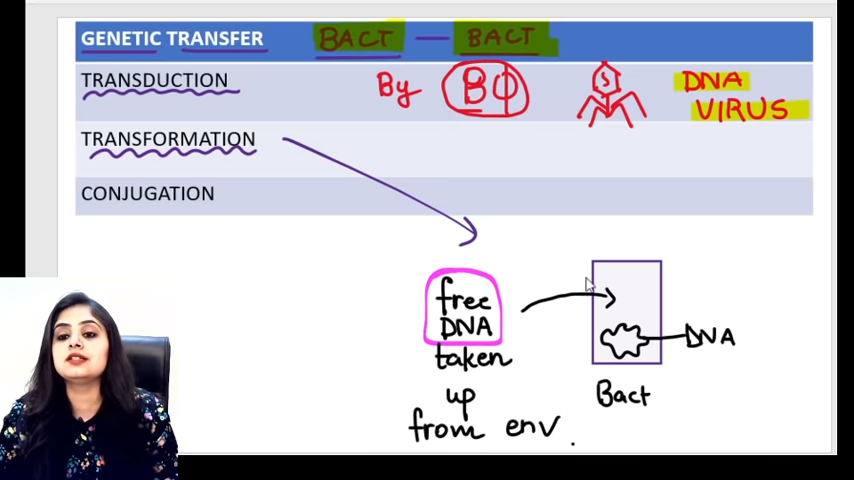 GENETIC TRANSFER BACT — BACT
TRANSDUCTION By BΦ S DNA
VIRUS
TRANSFORMATION
CONJUGATION
free
DNA
taken
up
from env.
DNA
Bact